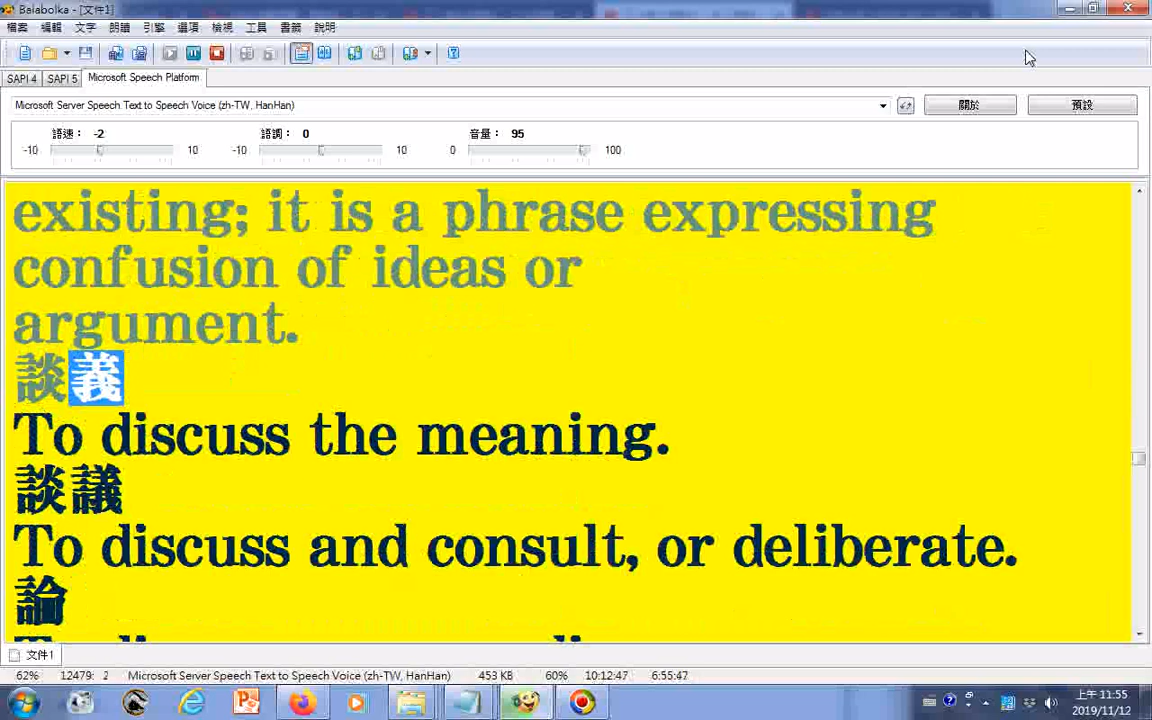 Balabolka - [文件1]
檔案 編輯 文字 朗讀 引擎 選項 檢視 工具 書籤 說明
SAPI 4 SAPI 5 Microsoft Speech Platform
Microsoft Server Speech Text to Speech Voice (zh-TW, HanHan) 關於 預設
語速： -2 語調： 0 音量： 95
-10 10 -10 10 0 100
existing; it is a phrase expressing
confusion of ideas or
argument.
談義
To discuss the meaning.
談議
To discuss and consult, or deliberate.
論
文件1
62% 12479: 2 Microsoft Server Speech Text to Speech Voice (zh-TW, HanHan) 453 KB 60% 10:12:47 6:55:47
上午 11:55
2019/11/12